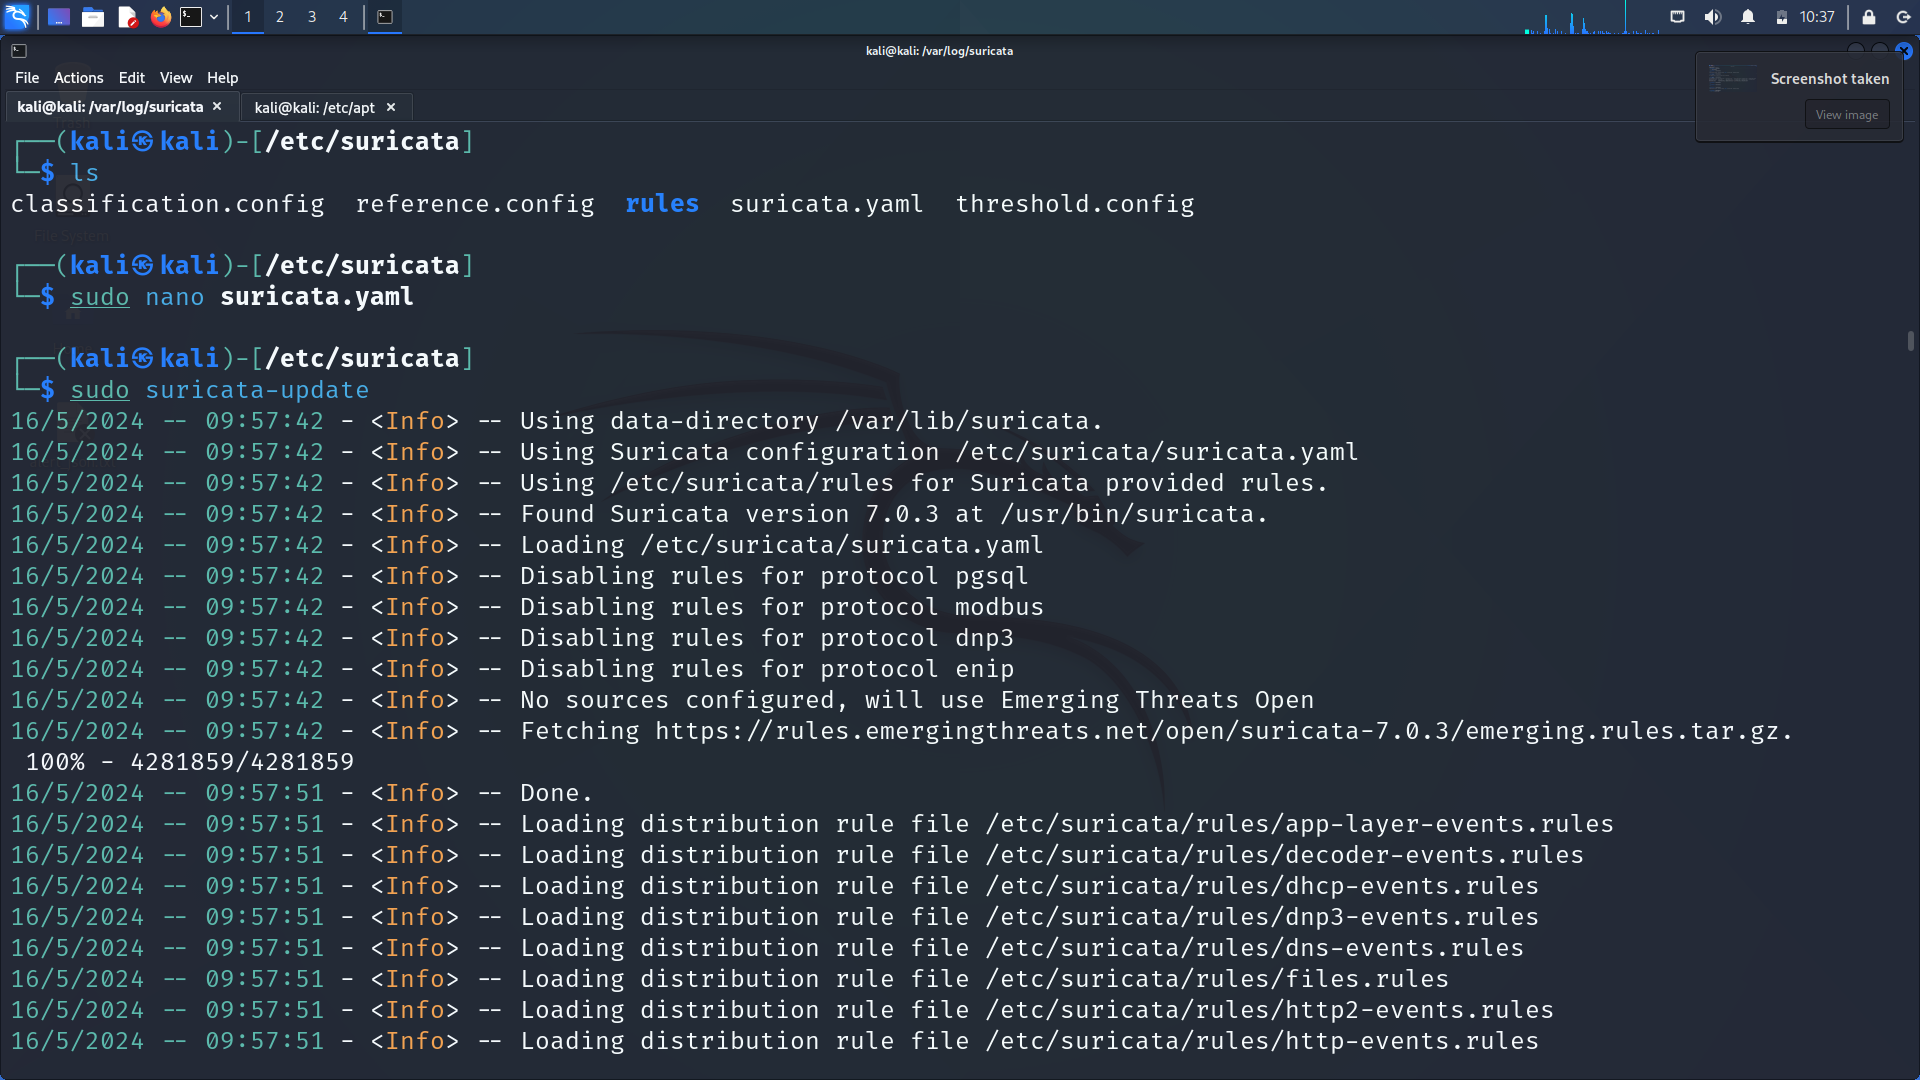 1 2 3 4 10:37
kali@kali: /var/log/suricata
File Actions Edit View Help
Screenshot taken
View image
kali@kali: /var/log/suricata × kali@kali: /etc/apt ×
┌──(kali㉿kali)-[/etc/suricata]
└─$ ls
classification.config reference.config rules suricata.yaml threshold.config
File System
┌──(kali㉿kali)-[/etc/suricata]
└─$ sudo nano suricata.yaml
┌──(kali㉿kali)-[/etc/suricata]
└─$ sudo suricata-update
16/5/2024 -- 09:57:42 - <Info> -- Using data-directory /var/lib/suricata.
16/5/2024 -- 09:57:42 - <Info> -- Using Suricata configuration /etc/suricata/suricata.yaml
16/5/2024 -- 09:57:42 - <Info> -- Using /etc/suricata/rules for Suricata provided rules.
16/5/2024 -- 09:57:42 - <Info> -- Found Suricata version 7.0.3 at /usr/bin/suricata.
16/5/2024 -- 09:57:42 - <Info> -- Loading /etc/suricata/suricata.yaml
16/5/2024 -- 09:57:42 - <Info> -- Disabling rules for protocol pgsql
16/5/2024 -- 09:57:42 - <Info> -- Disabling rules for protocol modbus
16/5/2024 -- 09:57:42 - <Info> -- Disabling rules for protocol dnp3
16/5/2024 -- 09:57:42 - <Info> -- Disabling rules for protocol enip
16/5/2024 -- 09:57:42 - <Info> -- No sources configured, will use Emerging Threats Open
16/5/2024 -- 09:57:42 - <Info> -- Fetching https://rules.emergingthreats.net/open/suricata-7.0.3/emerging.rules.tar.gz.
100% - 4281859/4281859
16/5/2024 -- 09:57:51 - <Info> -- Done.
16/5/2024 -- 09:57:51 - <Info> -- Loading distribution rule file /etc/suricata/rules/app-layer-events.rules
16/5/2024 -- 09:57:51 - <Info> -- Loading distribution rule file /etc/suricata/rules/decoder-events.rules
16/5/2024 -- 09:57:51 - <Info> -- Loading distribution rule file /etc/suricata/rules/dhcp-events.rules
16/5/2024 -- 09:57:51 - <Info> -- Loading distribution rule file /etc/suricata/rules/dnp3-events.rules
16/5/2024 -- 09:57:51 - <Info> -- Loading distribution rule file /etc/suricata/rules/dns-events.rules
16/5/2024 -- 09:57:51 - <Info> -- Loading distribution rule file /etc/suricata/rules/files.rules
16/5/2024 -- 09:57:51 - <Info> -- Loading distribution rule file /etc/suricata/rules/http2-events.rules
16/5/2024 -- 09:57:51 - <Info> -- Loading distribution rule file /etc/suricata/rules/http-events.rules